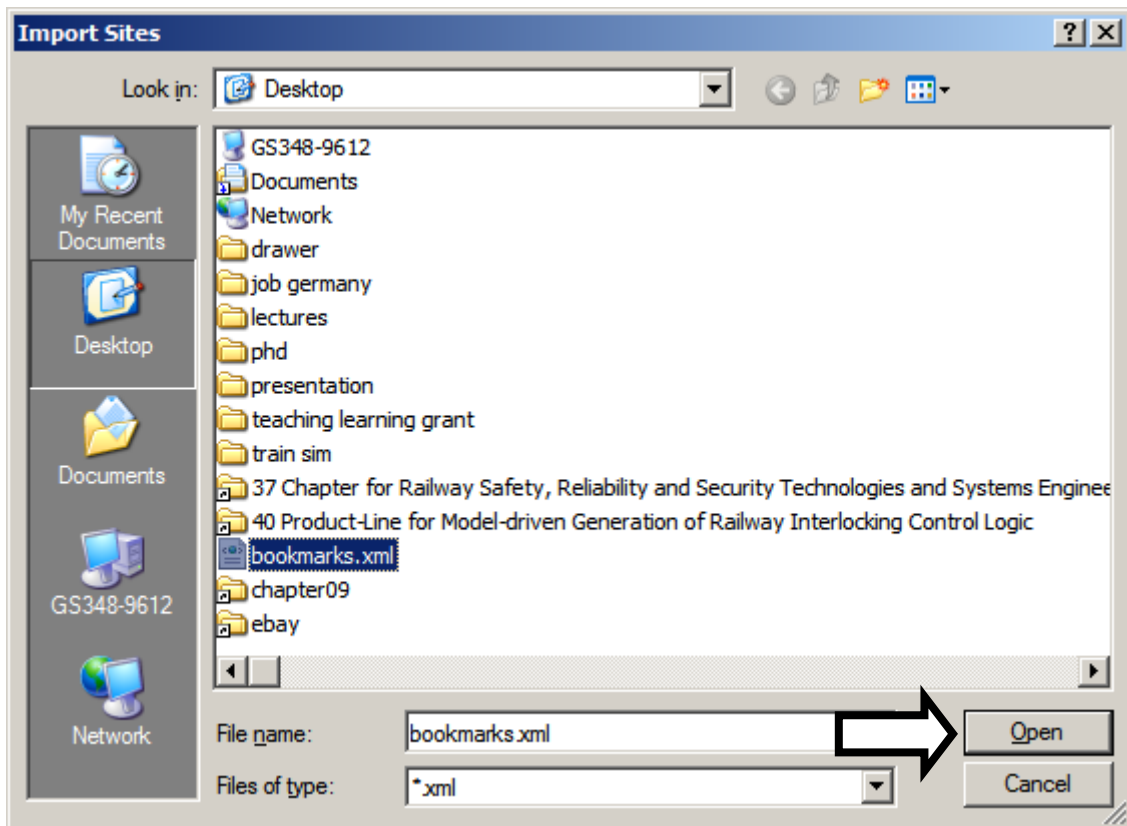 Import Sites
Look in:
Desktop
My Recent
Documents
Desktop
Documents
GS348-9612
Network
GS348-9612
Documents
Network
drawer
job germany
lectures
phd
presentation
teaching learning grant
train sim
37 Chapter for Railway Safety, Reliability and Security Technologies and Systems Enginee
40 Product-Line for Model-driven Generation of Railway Interlocking Control Logic
bookmarks.xml
chapter09
ebay
File name:
bookmarks.xml
Open
Files of type:
*.xml
Cancel